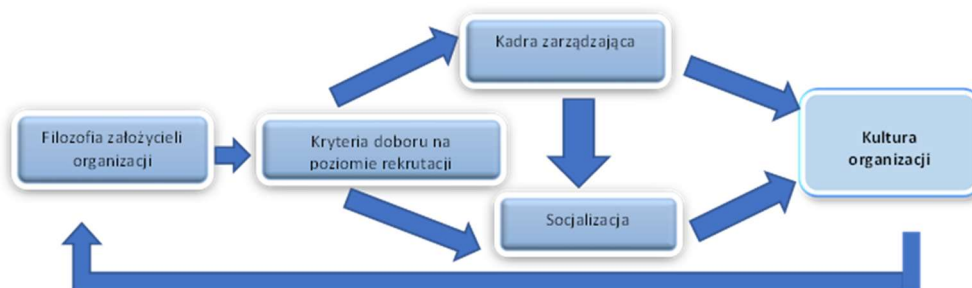 Kadra zarządzająca
Filozofia założycieli
organizacji
Kryteria doboru na
poziomie rekrutacji
Kultura
organizacji
Socjalizacja